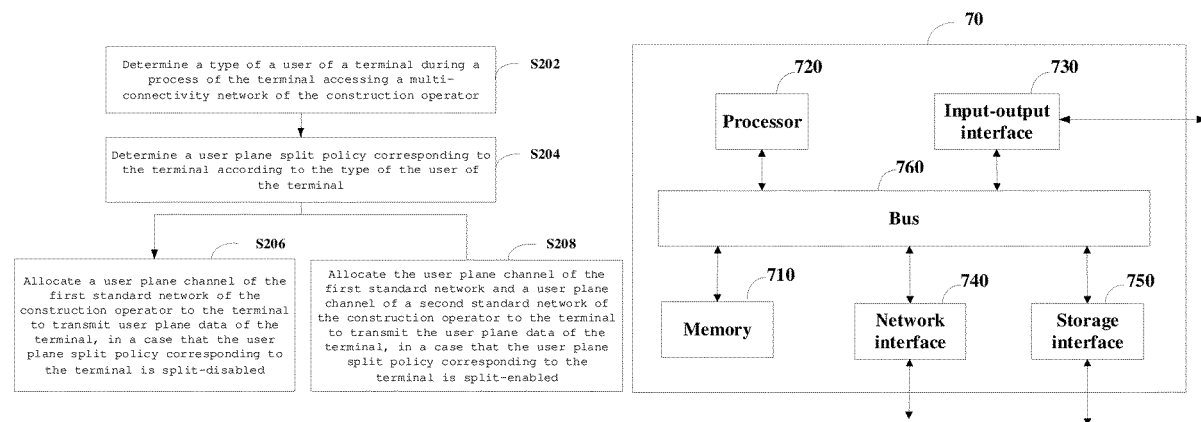 Determine a type of a user of a terminal during a
process of the terminal accessing a multi-
connectivity network of the construction operator
S202
Determine a user plane split policy corresponding to
the terminal according to the type of the user of
the terminal
S204
S206
Allocate a user plane channel of the
first standard network of the
construction operator to the terminal
to transmit user plane data of the
terminal, in a case that the user
plane split policy corresponding to
the terminal is split-disabled
S208
Allocate the user plane channel of the
first standard network and a user plane
channel of a second standard network of
the construction operator to the terminal
to transmit the user plane data of the
terminal, in a case that the user plane
split policy corresponding to the
terminal is split-enabled
70
720
Processor
730
Input-output
interface
760
Bus
710
Memory
740
Network
interface
750
Storage
interface